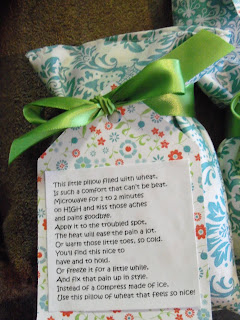 This little pillow filled with wheat,
Is such a comfort that can't be beat.
Microwave for 1 to 2 minutes
on HIGH and kiss those aches
and pains goodbye.
Apply it to the troubled spot,
The heat will ease the pain a lot.
Or warm those little toes, so cold.
You'll find this nice to
have and to hold.
Or freeze it for a little while,
And fix that pain up in style.
Instead of a compress made of ice,
Use this pillow of wheat that feels so nice!